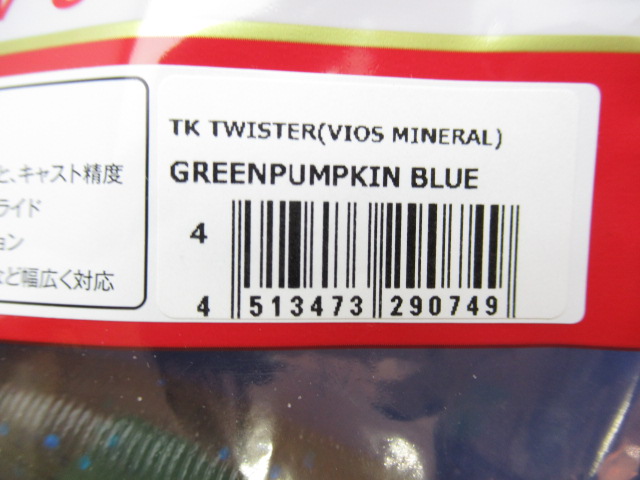 TK TWISTER(VIOS MINERAL)
GREENPUMPKIN BLUE
4
4 513473 290749
と、キャスト精度
ライド
ョン
など幅広く対応